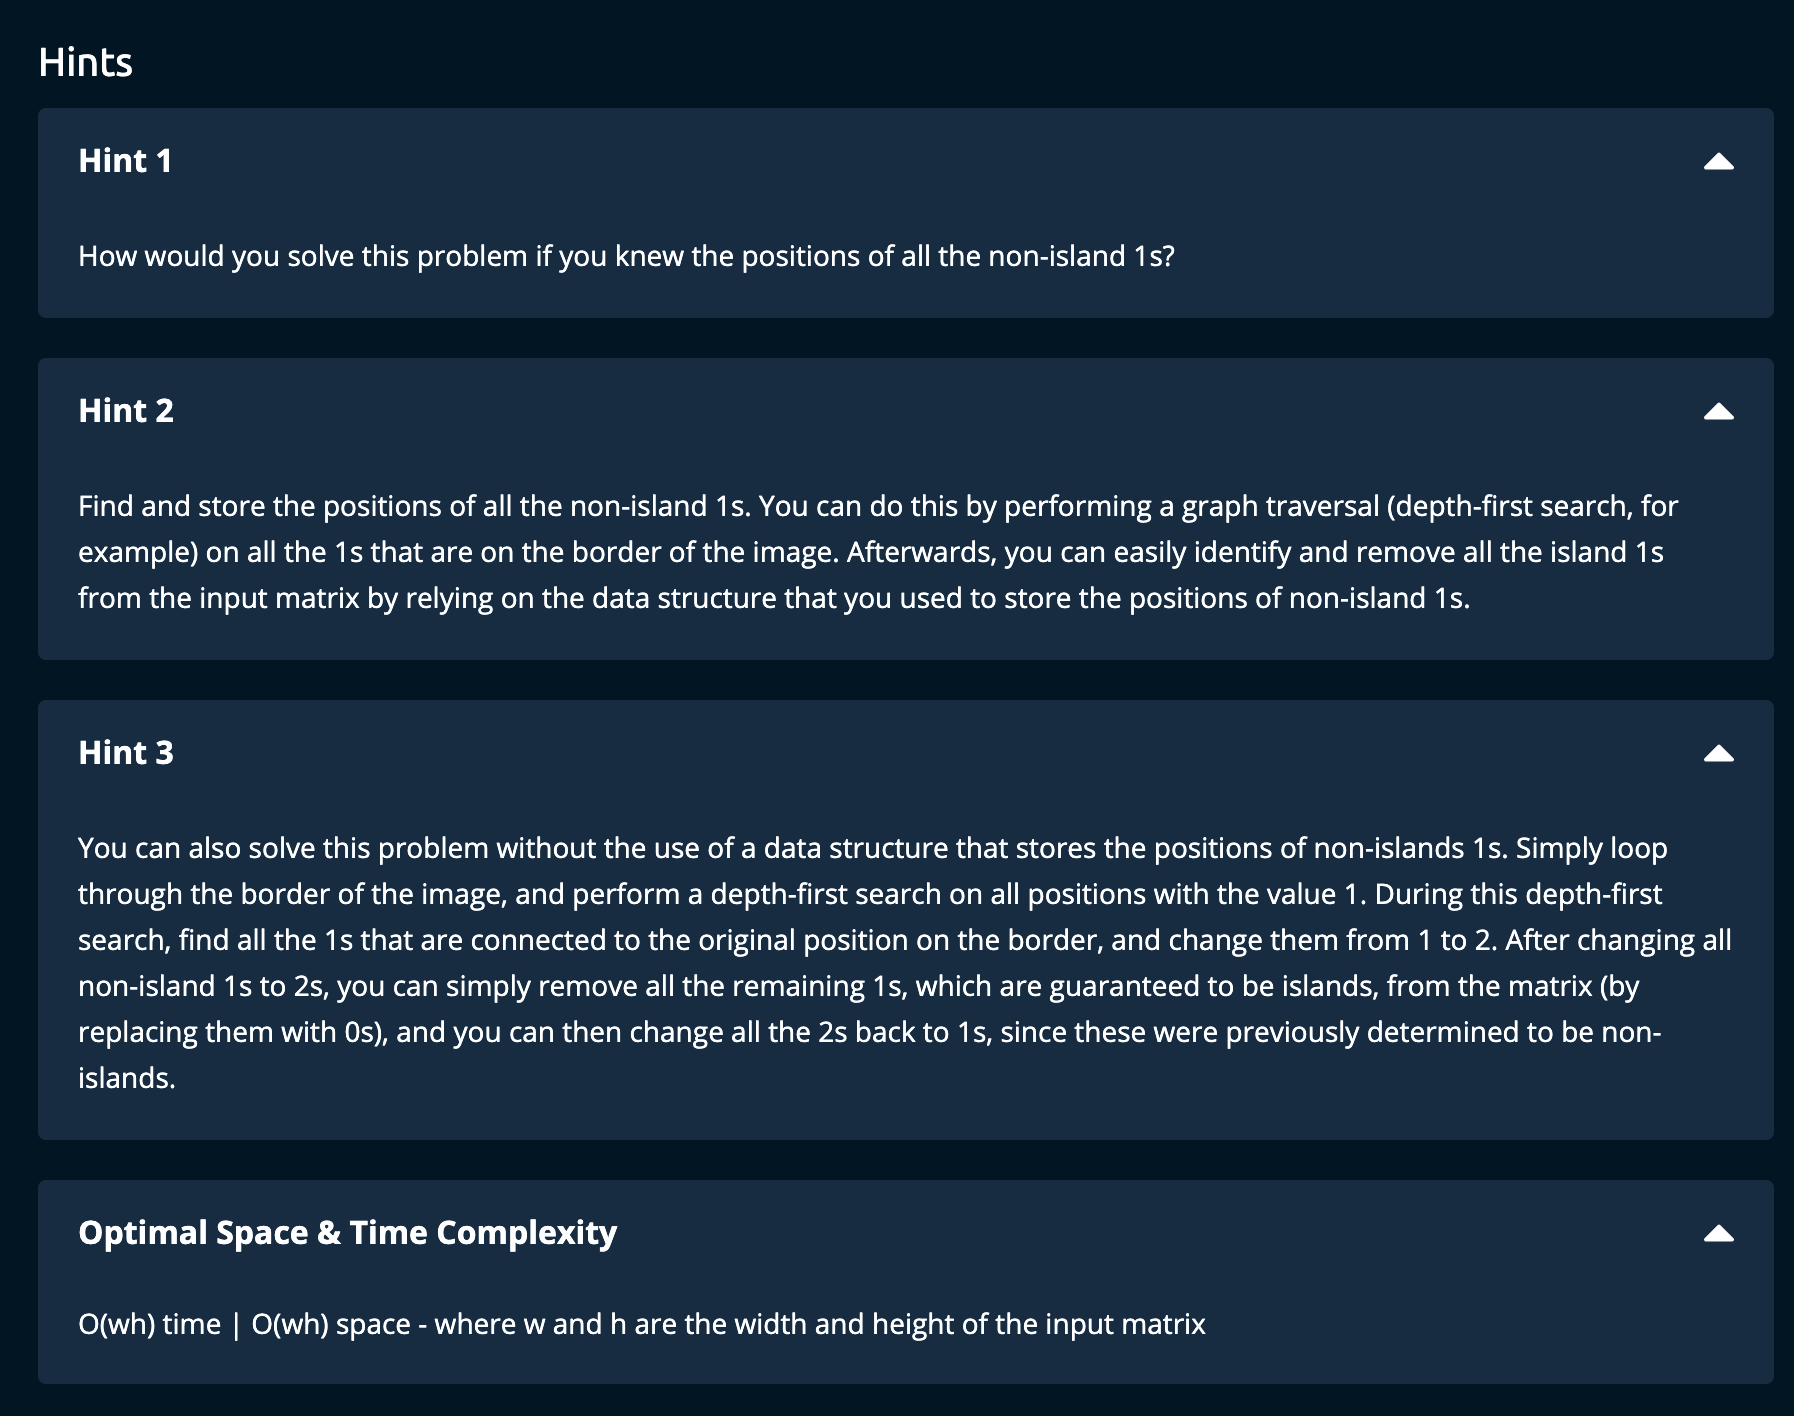 Hints
Hint 1
How would you solve this problem if you knew the positions of all the non-island 1s?
Hint 2
Find and store the positions of all the non-island 1s. You can do this by performing a graph traversal (depth-first search, for
example) on all the 1s that are on the border of the image. Afterwards, you can easily identify and remove all the island 1s
from the input matrix by relying on the data structure that you used to store the positions of non-island 1s.
Hint 3
You can also solve this problem without the use of a data structure that stores the positions of non-islands 1s. Simply loop
through the border of the image, and perform a depth-first search on all positions with the value 1. During this depth-first
search, find all the 1s that are connected to the original position on the border, and change them from 1 to 2. After changing all
non-island 1s to 2s, you can simply remove all the remaining 1s, which are guaranteed to be islands, from the matrix (by
replacing them with 0s), and you can then change all the 2s back to 1s, since these were previously determined to be non-
islands.
Optimal Space & Time Complexity
O(wh) time | O(wh) space - where w and h are the width and height of the input matrix